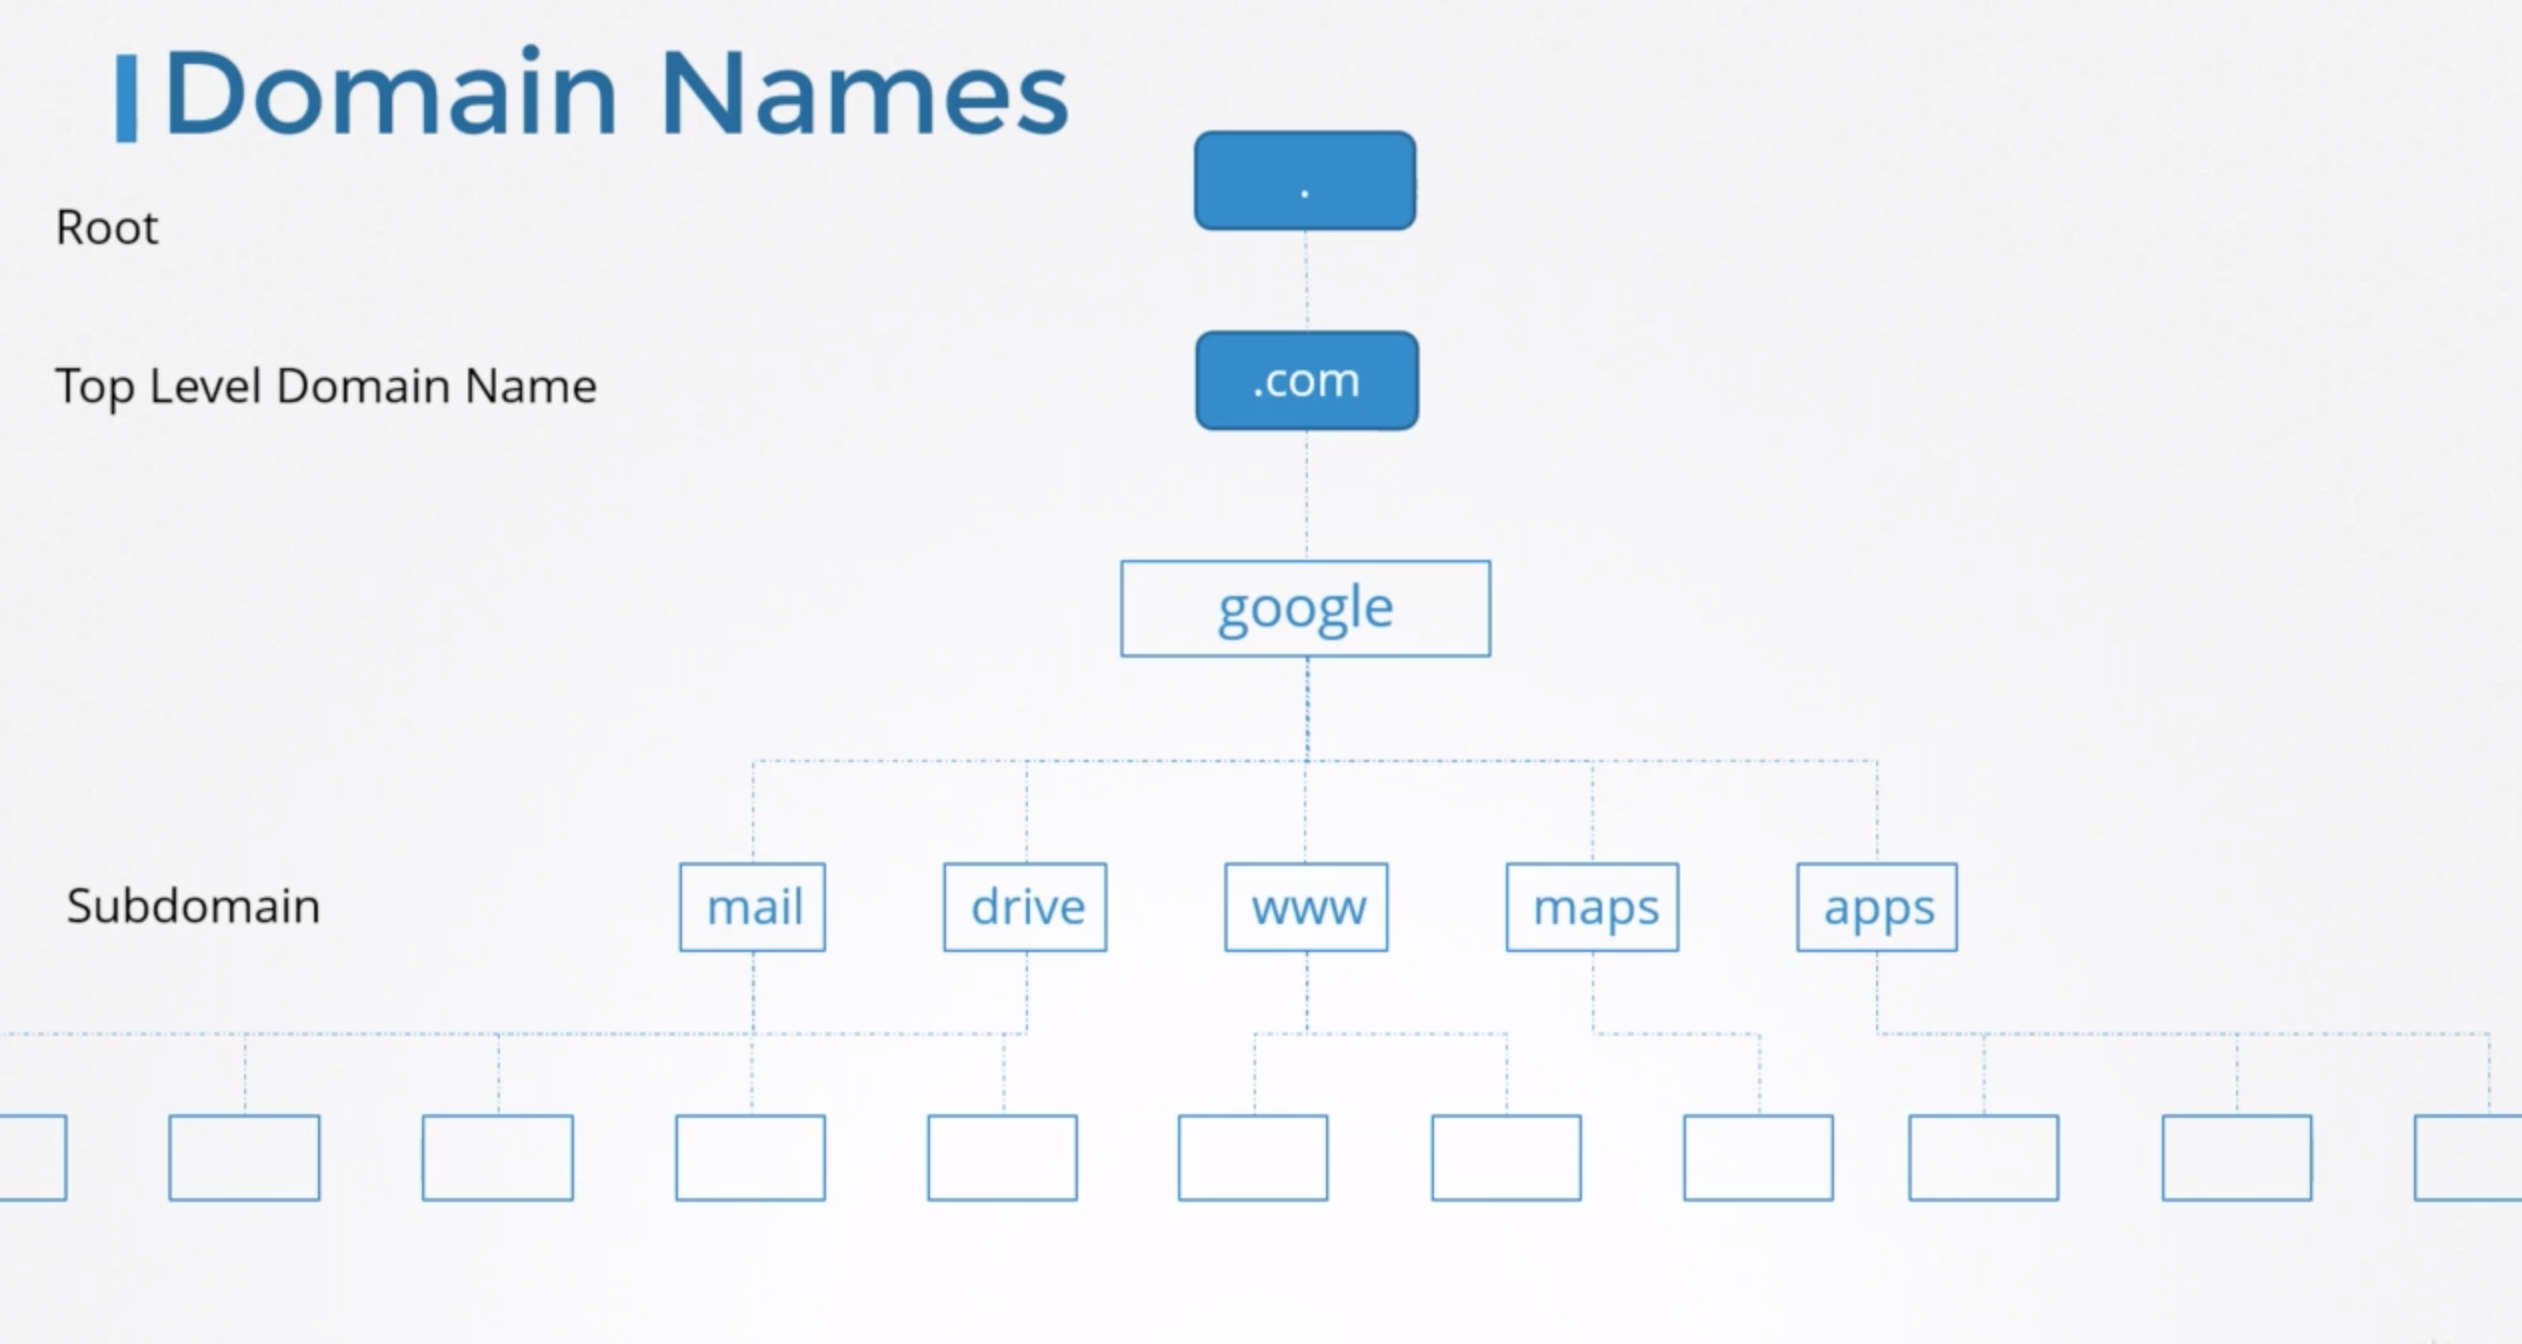 Domain Names
.
Root
Top Level Domain Name
.com
google
Subdomain
mail
drive
www
maps
apps